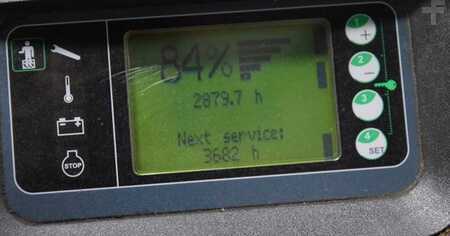 84%
2879.7 h
Next service:
3682 h
1
+
2
−
3
4
SET
STOP